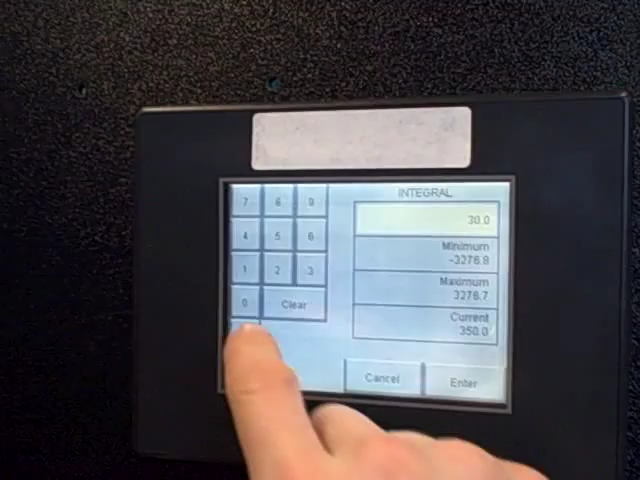 INTEGRAL
7 8 9
30.0
4 5 6
Minimum
-3276.8
1 2 3
Maximum
3276.7
0 Clear
Current
350.0
Cancel Enter